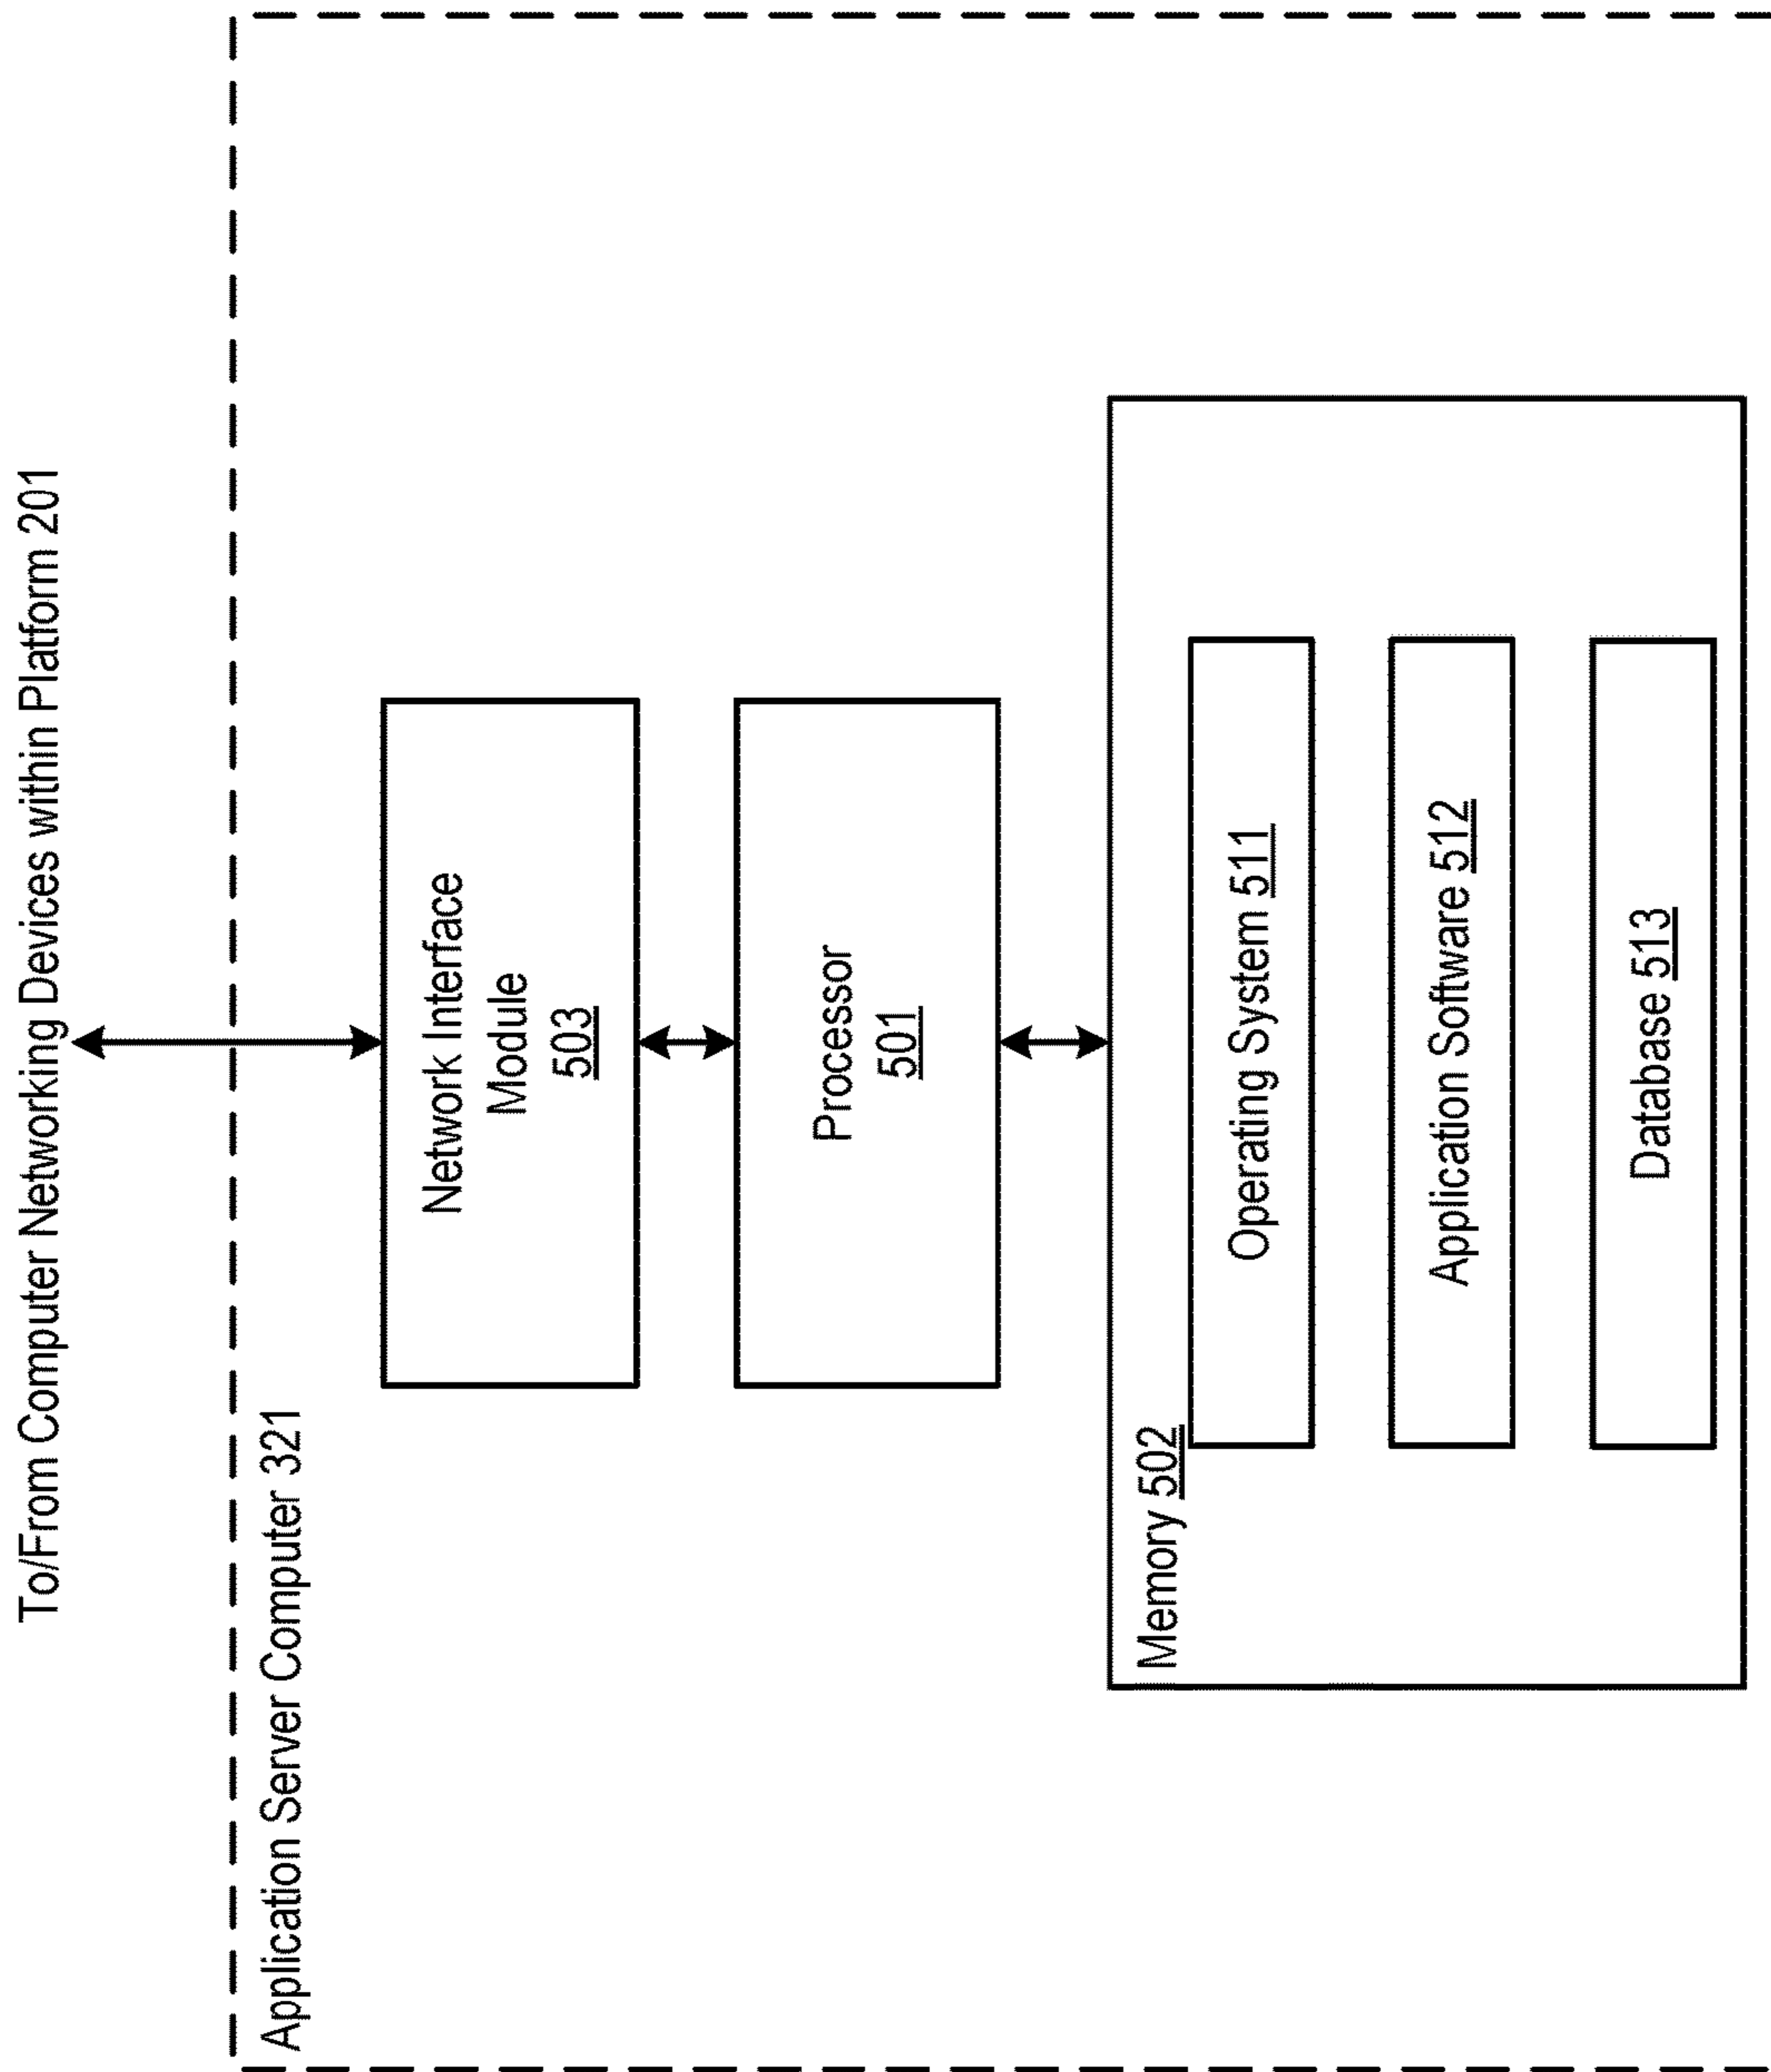 To/From Computer Networking Devices within Platform 201
Application Server Computer 321
Network Interface
Module
503
Processor
501
Memory 502
Operating System 511
Application Software 512
Database 513